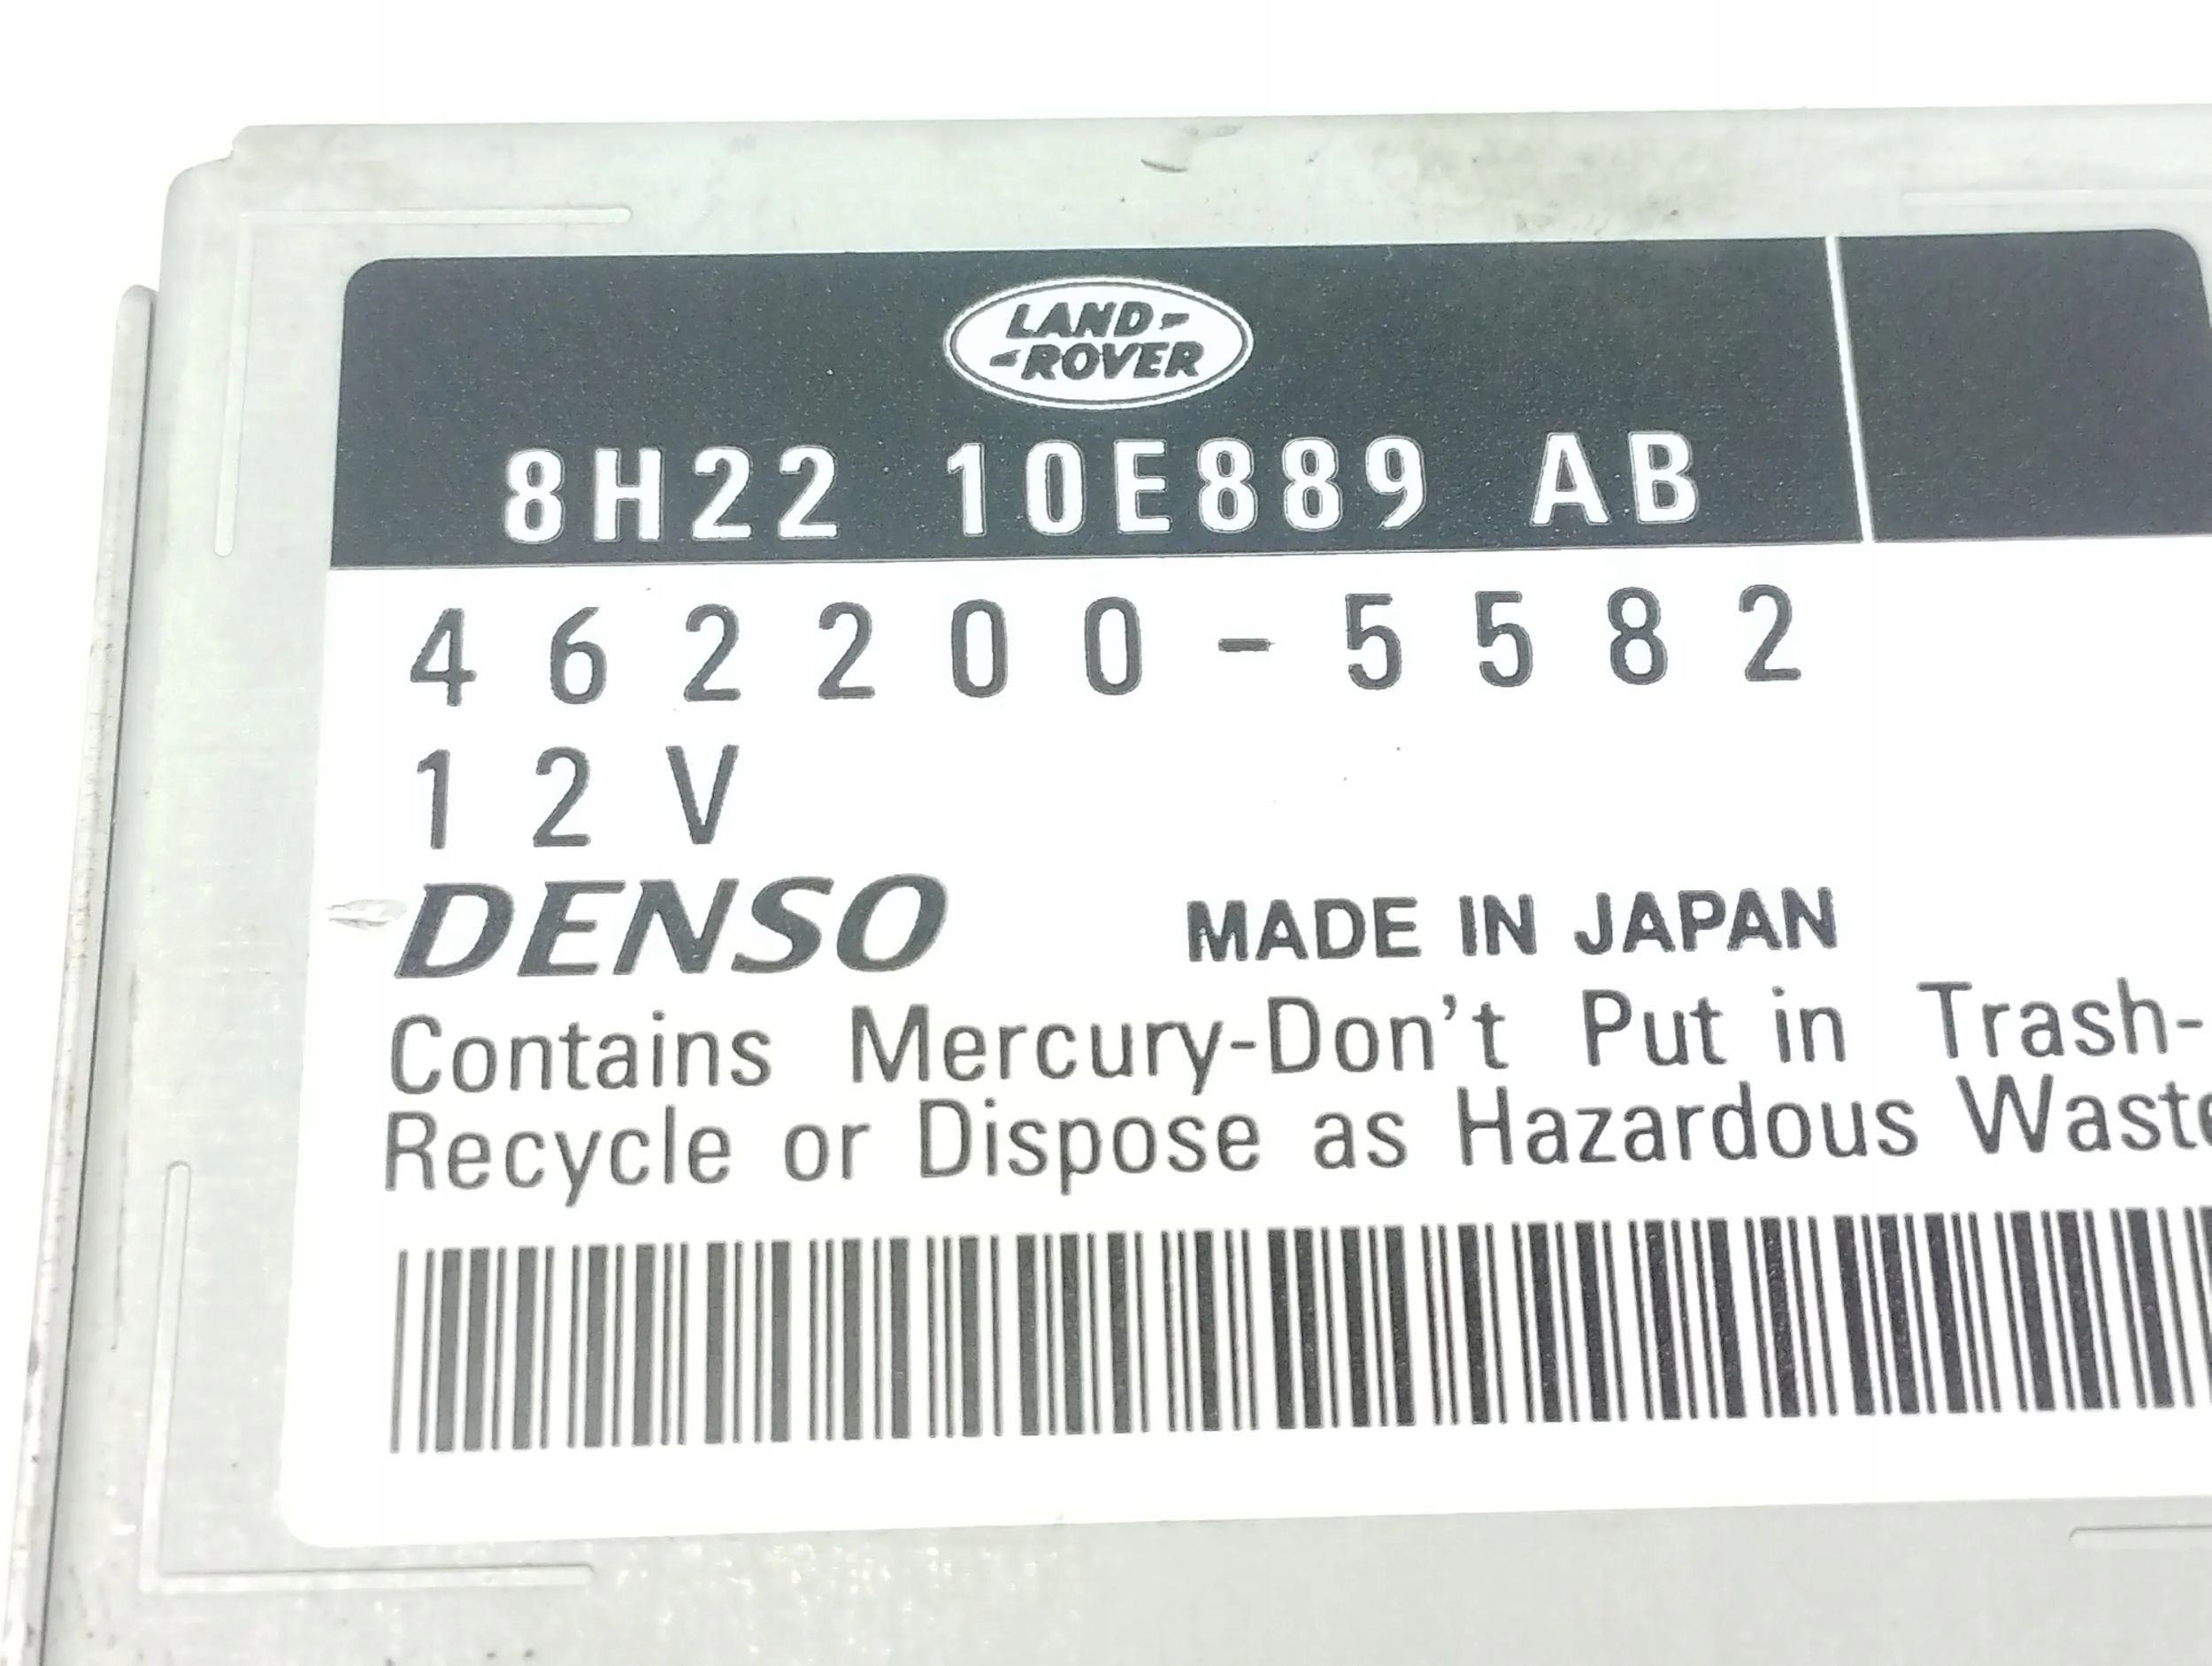 LAND-
-ROVER
8H22 10E889 AB
462200-5582
12V
DENSO MADE IN JAPAN
Contains Mercury-Don't Put in Trash-
Recycle or Dispose as Hazardous Waste